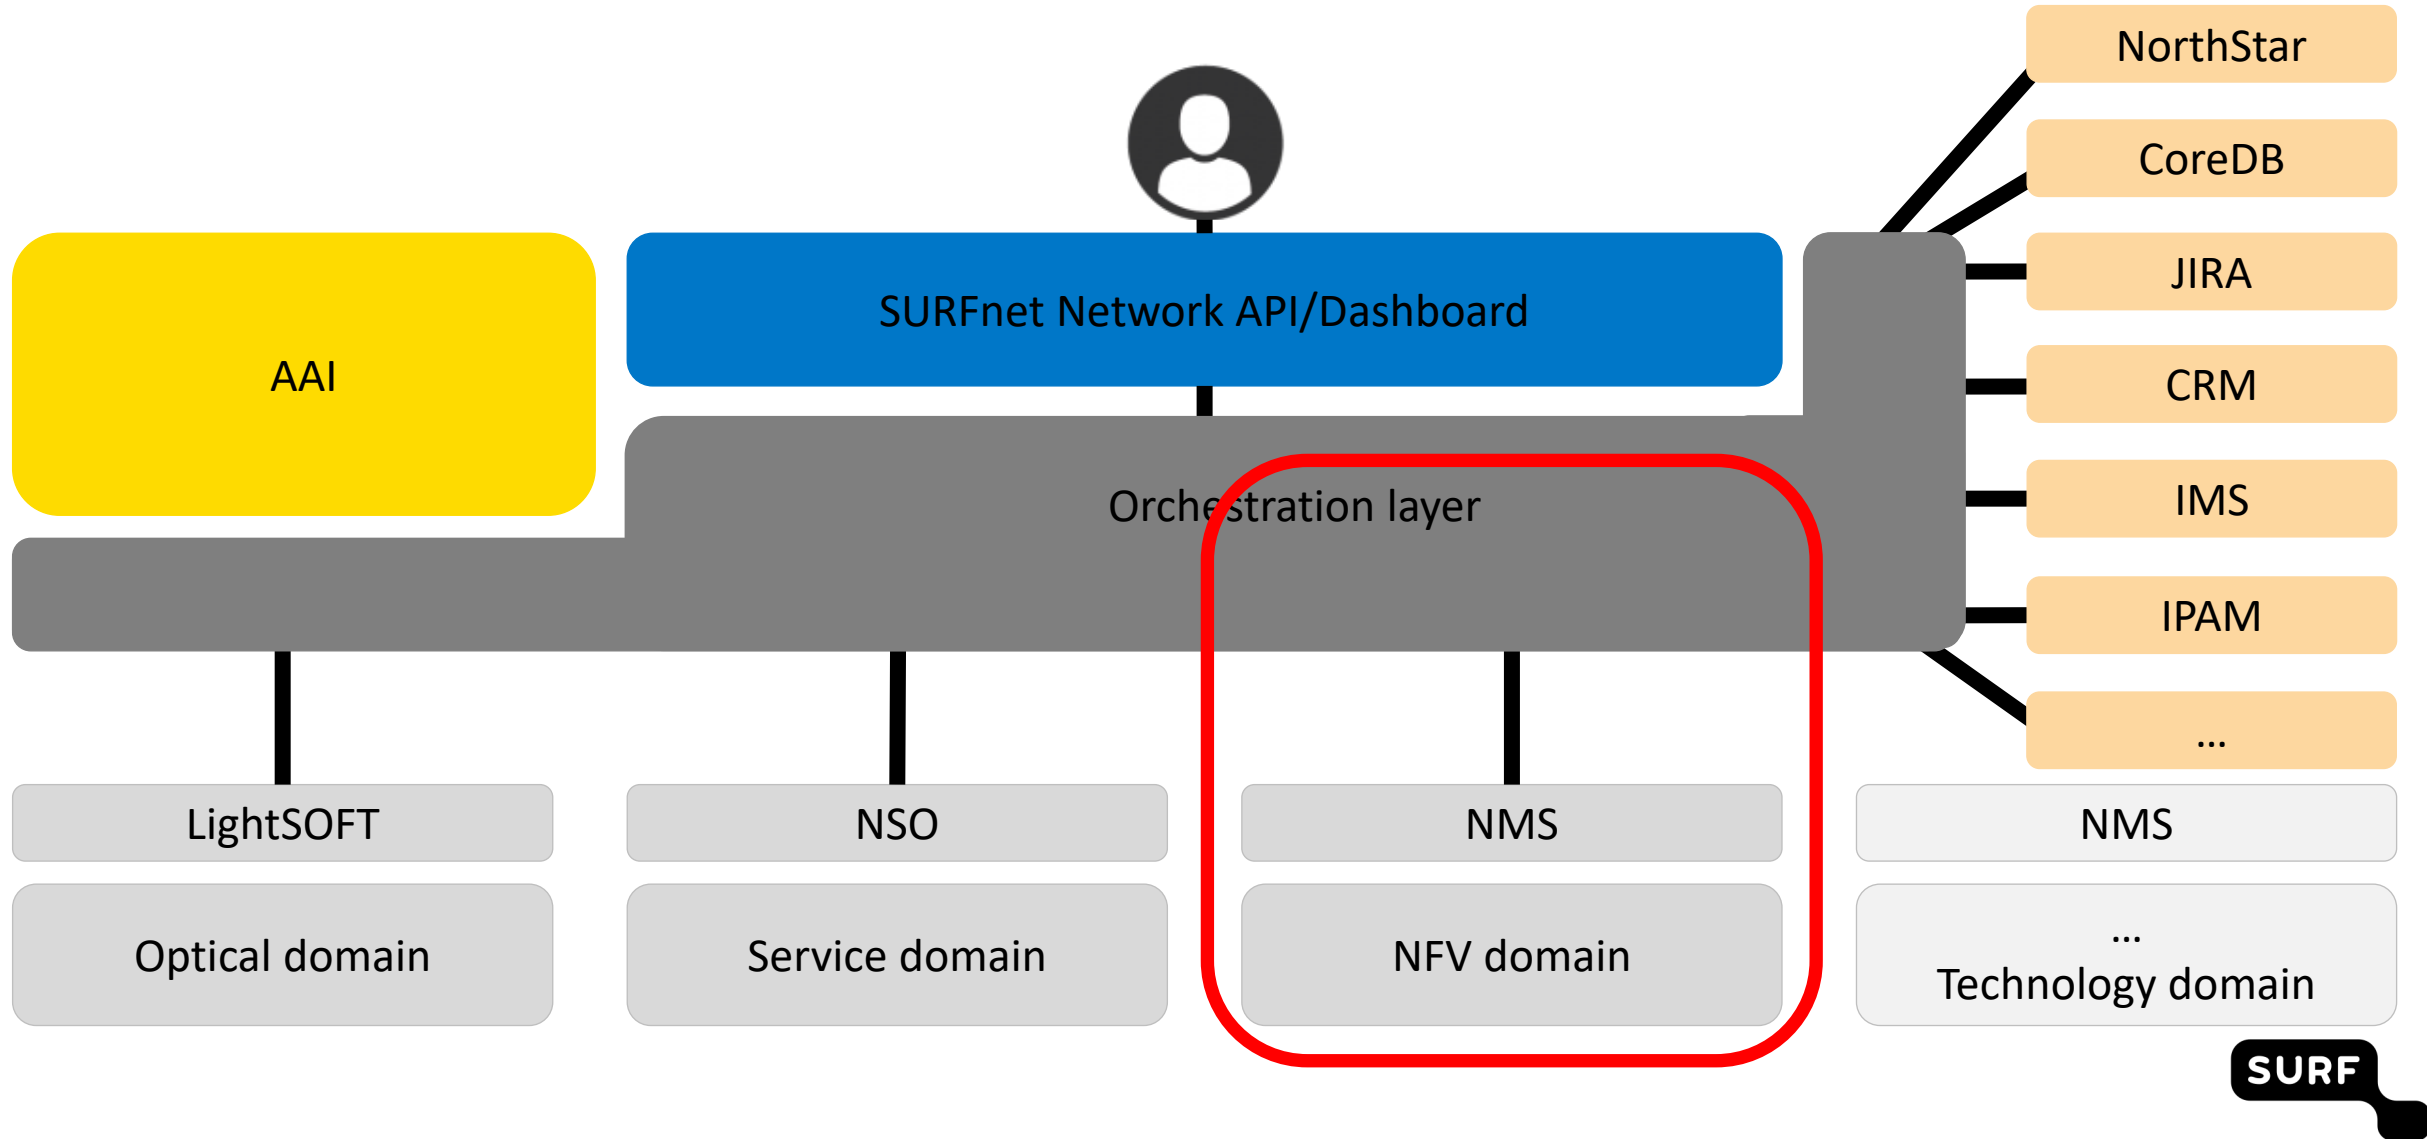 NorthStar
CoreDB
JIRA
CRM
IMS
IPAM
...
AAI
SURFnet Network API/Dashboard
Orchestration layer
LightSOFT
NSO
NMS
NMS
Optical domain
Service domain
NFV domain
...
Technology domain
SURF